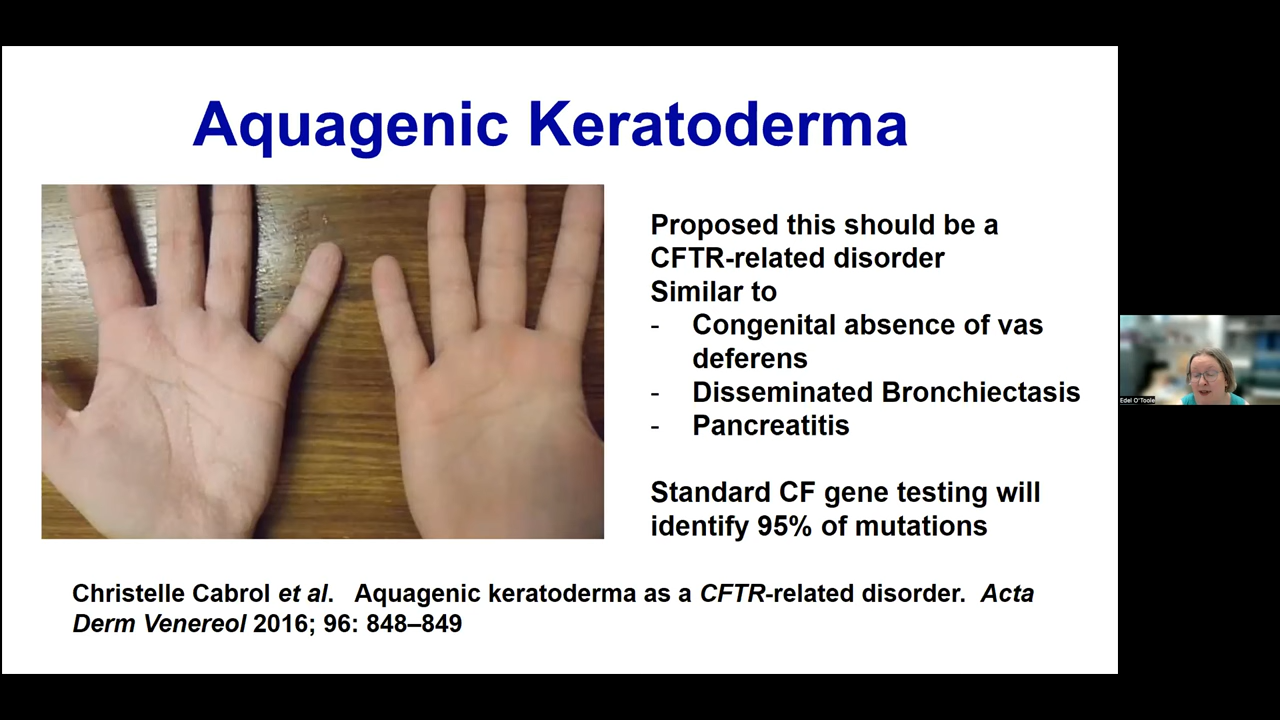 Aquagenic Keratoderma
Proposed this should be a
CFTR-related disorder
Similar to
- Congenital absence of vas
deferens
- Disseminated Bronchiectasis
- Pancreatitis
Standard CF gene testing will
identify 95% of mutations
Christelle Cabrol et al. Aquagenic keratoderma as a CFTR-related disorder. Acta
Derm Venereol 2016; 96: 848–849
Edel O'Toole